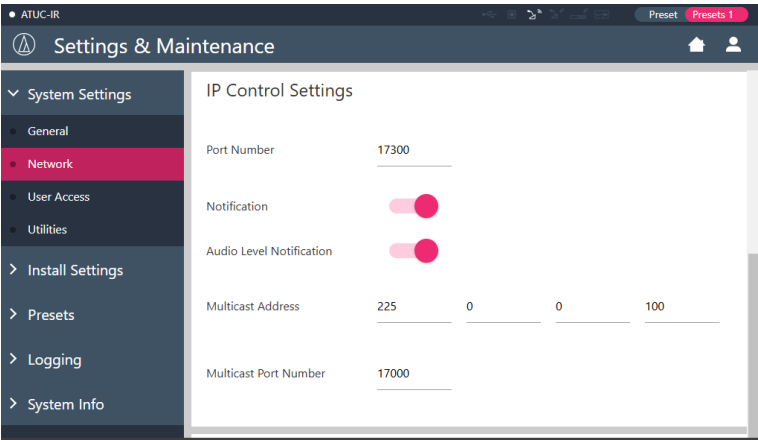 ATUC-IR
Preset Presets 1
Settings & Maintenance
System Settings
General
Network
User Access
Utilities
Install Settings
Presets
Logging
System Info
IP Control Settings
Port Number 17300
Notification
Audio Level Notification
Multicast Address 225 0 0 100
Multicast Port Number 17000